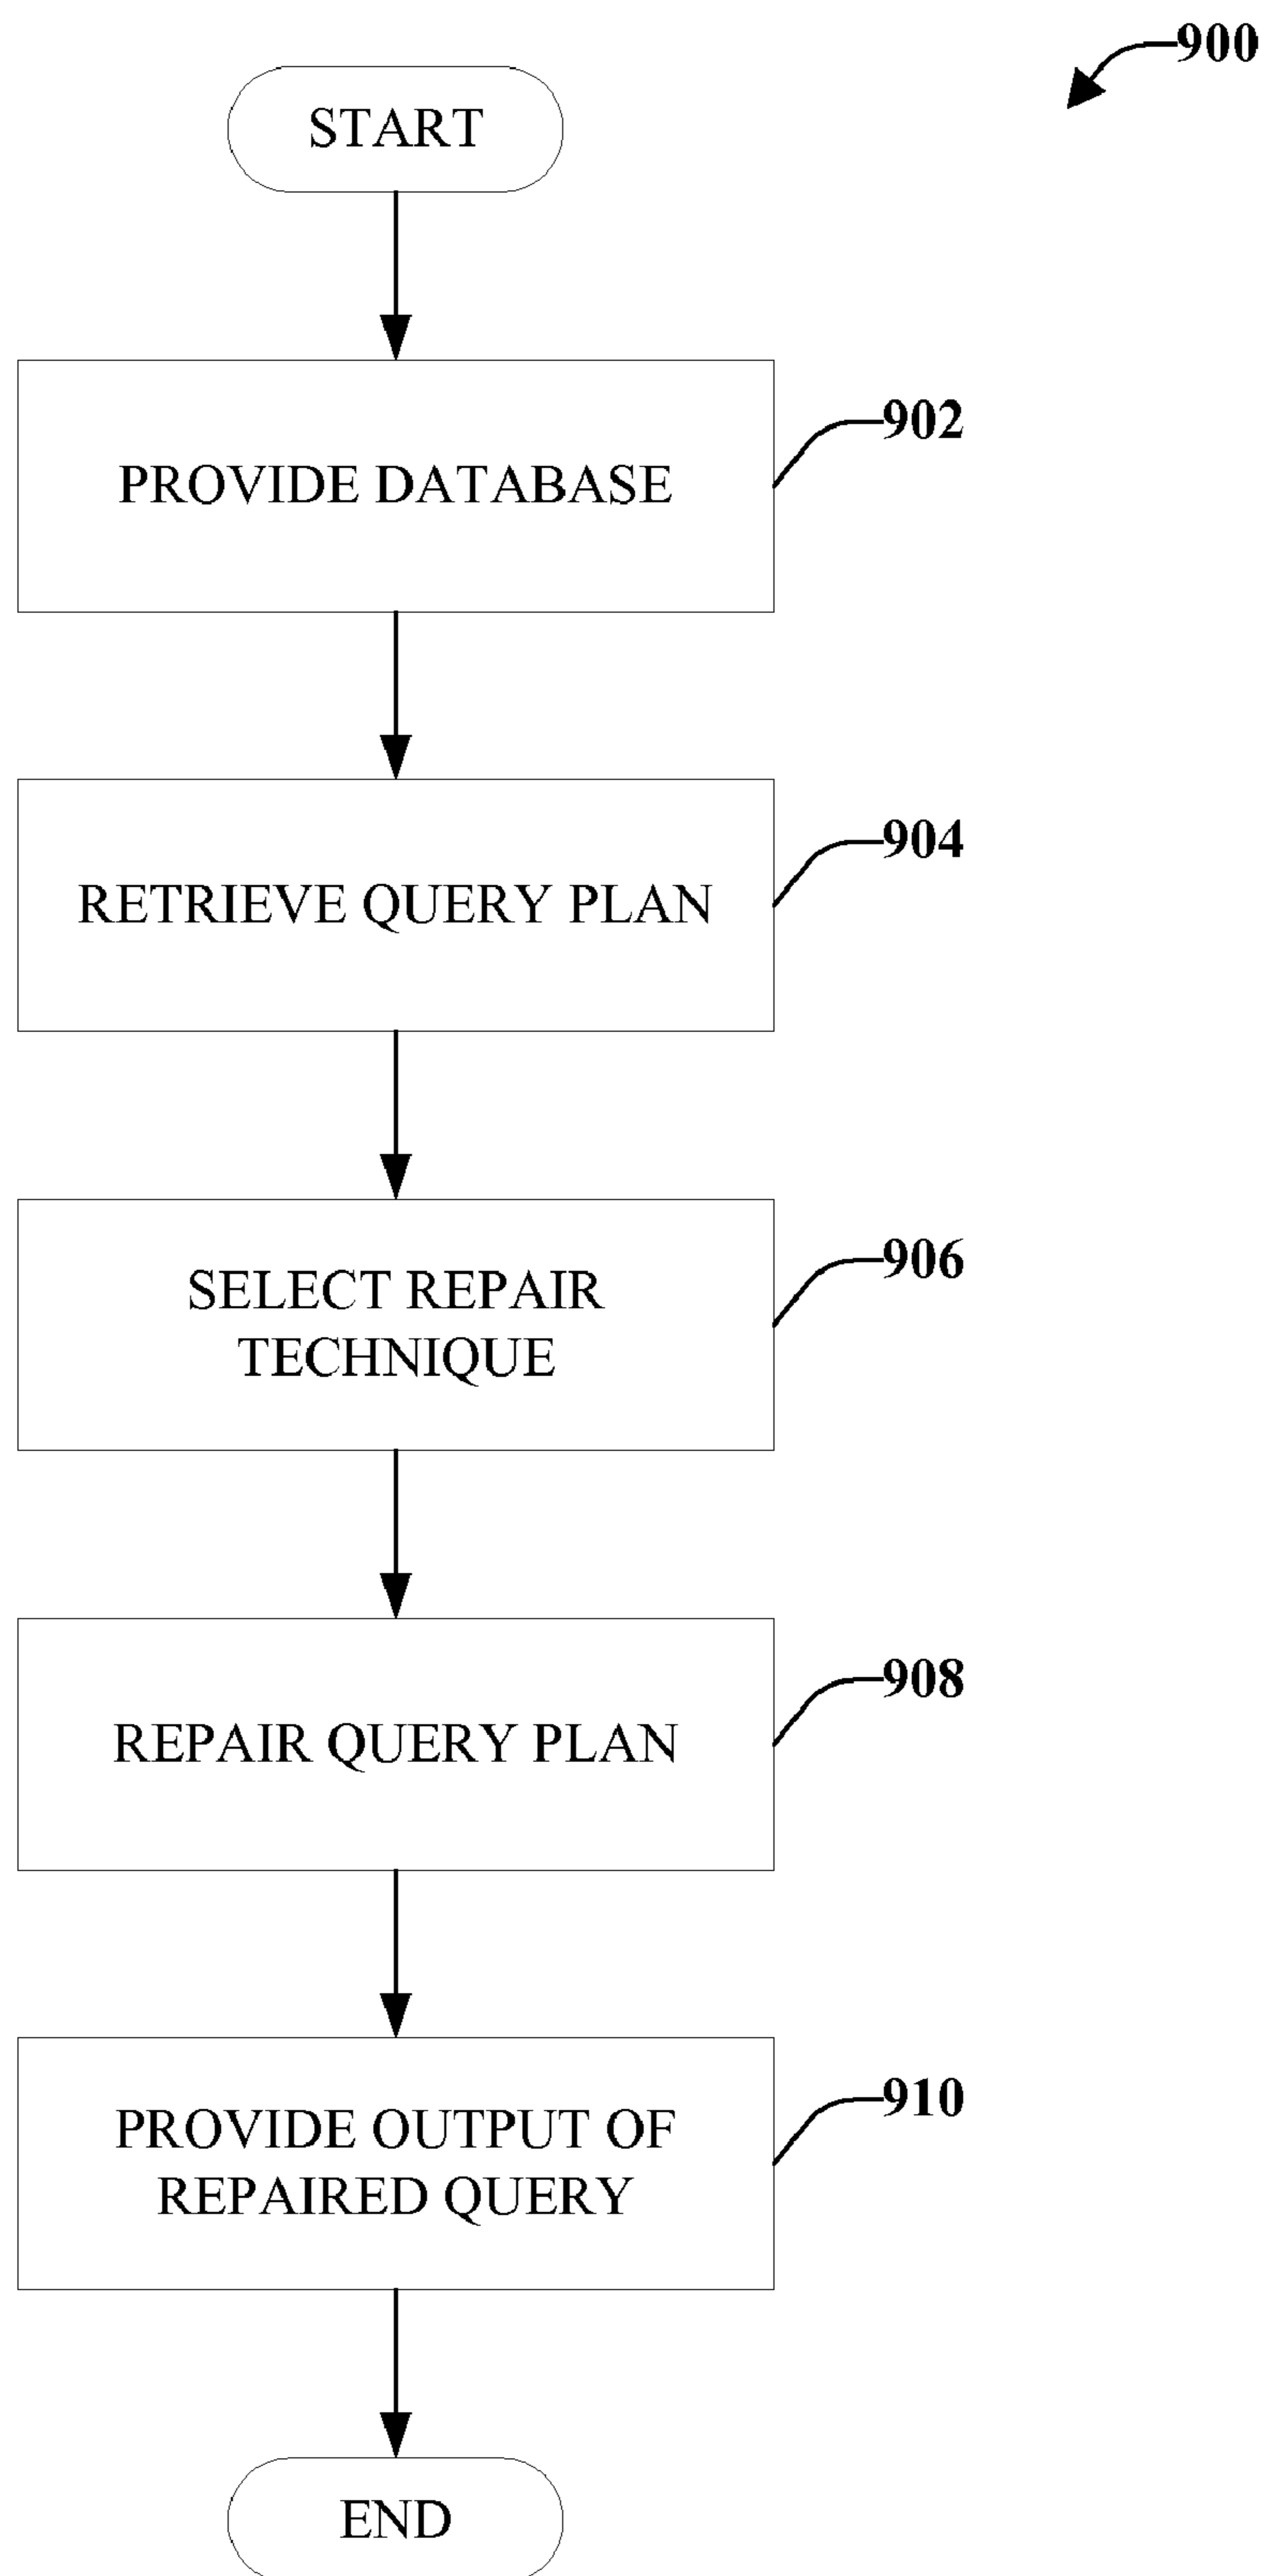 900
START
PROVIDE DATABASE
902
RETRIEVE QUERY PLAN
904
SELECT REPAIR
TECHNIQUE
906
REPAIR QUERY PLAN
908
PROVIDE OUTPUT OF
REPAIRED QUERY
910
END